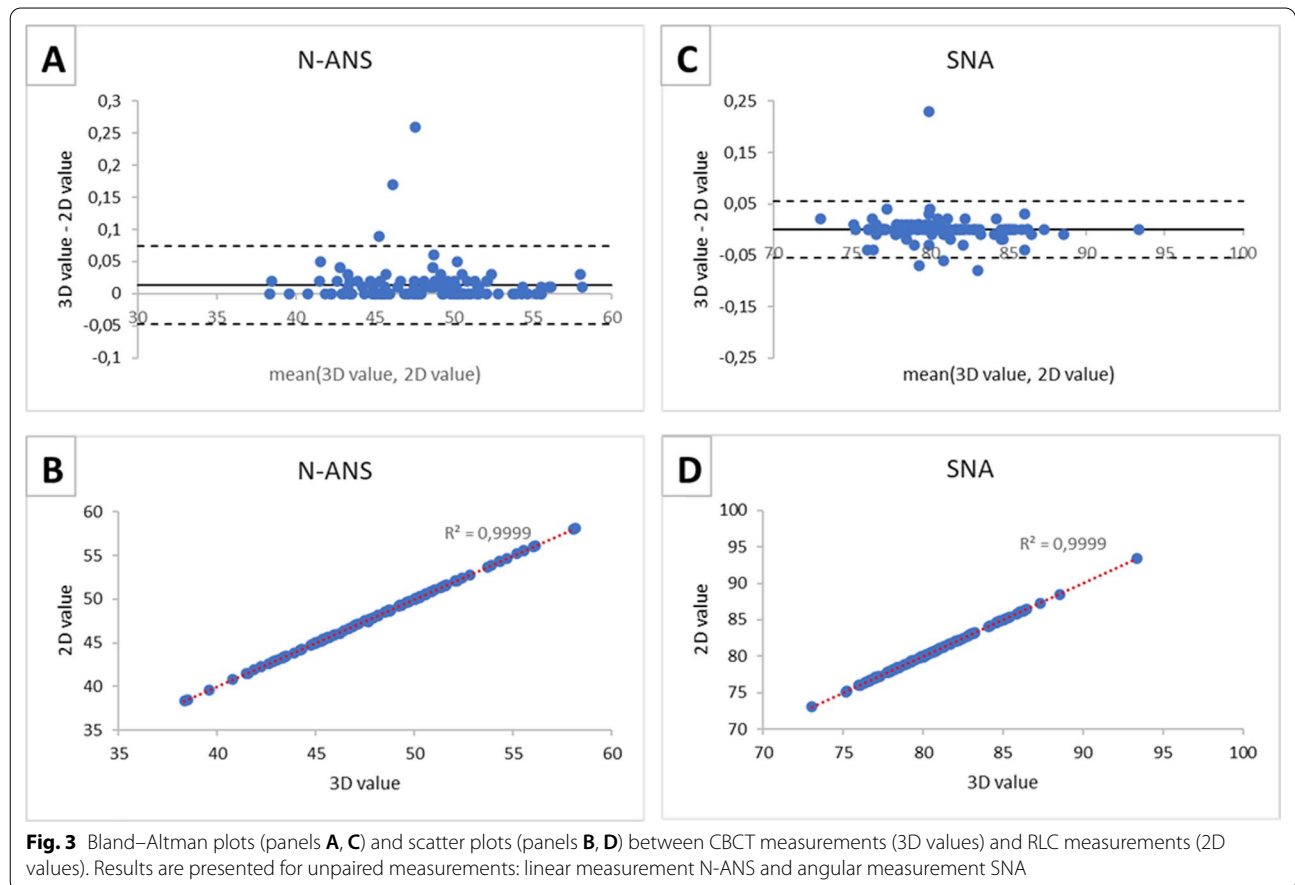 A
N-ANS
3D value - 2D value
0,3
0,25
0,2
0,15
0,1
0,05
0
-0,05
-0,1
30 35 40 45 50 55 60
mean(3D value, 2D value)
C
SNA
3D value - 2D value
0,25
0,15
0,05
-0,05
-0,15
-0,25
70 75 80 85 90 95 100
mean(3D value, 2D value)
B
N-ANS
2D value
60
55
50
45
40
35
R² = 0,9999
35 40 45 50 55 60
3D value
D
SNA
2D value
100
95
90
85
80
75
70
R² = 0,9999
70 75 80 85 90 95 100
3D value
Fig. 3 Bland–Altman plots (panels A, C) and scatter plots (panels B, D) between CBCT measurements (3D values) and RLC measurements (2D
values). Results are presented for unpaired measurements: linear measurement N-ANS and angular measurement SNA